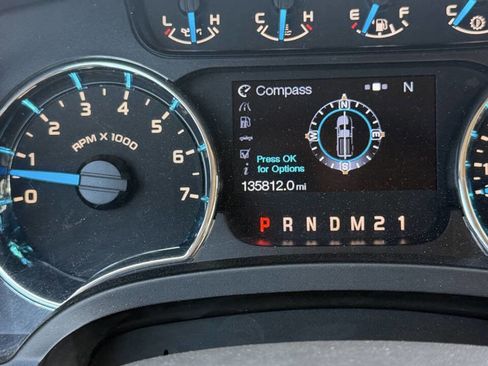 L H C H E F C
Compass N
N
W E
S
Press OK
for Options
135812.0 mi
P R N D M 2 1
0 1 2 3 4 5 6 7
RPM X 1000